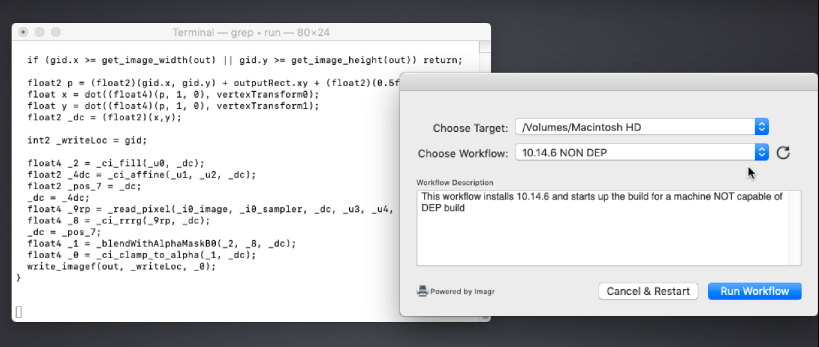 Terminal — grep • run — 80×24
if (gid.x >= get_image_width(out) || gid.y >= get_image_height(out)) return;
float2 p = (float2)(gid.x, gid.y) + outputRect.xy + (float2)(0.5f
float x = dot((float4)(p, 1, 0), vertexTransform0);
float y = dot((float4)(p, 1, 0), vertexTransform1);
float2 _dc = (float2)(x,y);
int2 _writeLoc = gid;
float4 _2 = _ci_fill(_u0, _dc);
float2 _4dc = _ci_affine(_u1, _u2, _dc);
float2 _pos_7 = _dc;
_dc = _4dc;
float4 _9rp = _read_pixel(_i0_image, _i0_sampler, _dc, _u3, _u4,
float4 _8 = _ci_rrrg(_9rp, _dc);
_dc = _pos_7;
float4 _1 = _blendWithAlphaMaskB0(_2, _8, _dc);
float4 _0 = _ci_clamp_to_alpha(_1, _dc);
write_imagef(out, _writeLoc, _0);
}
Choose Target: /Volumes/Macintosh HD
Choose Workflow: 10.14.6 NON DEP
Workflow Description
This workflow installs 10.14.6 and starts up the build for a machine NOT capable of
DEP build
Powered by Imagr
Cancel & Restart
Run Workflow